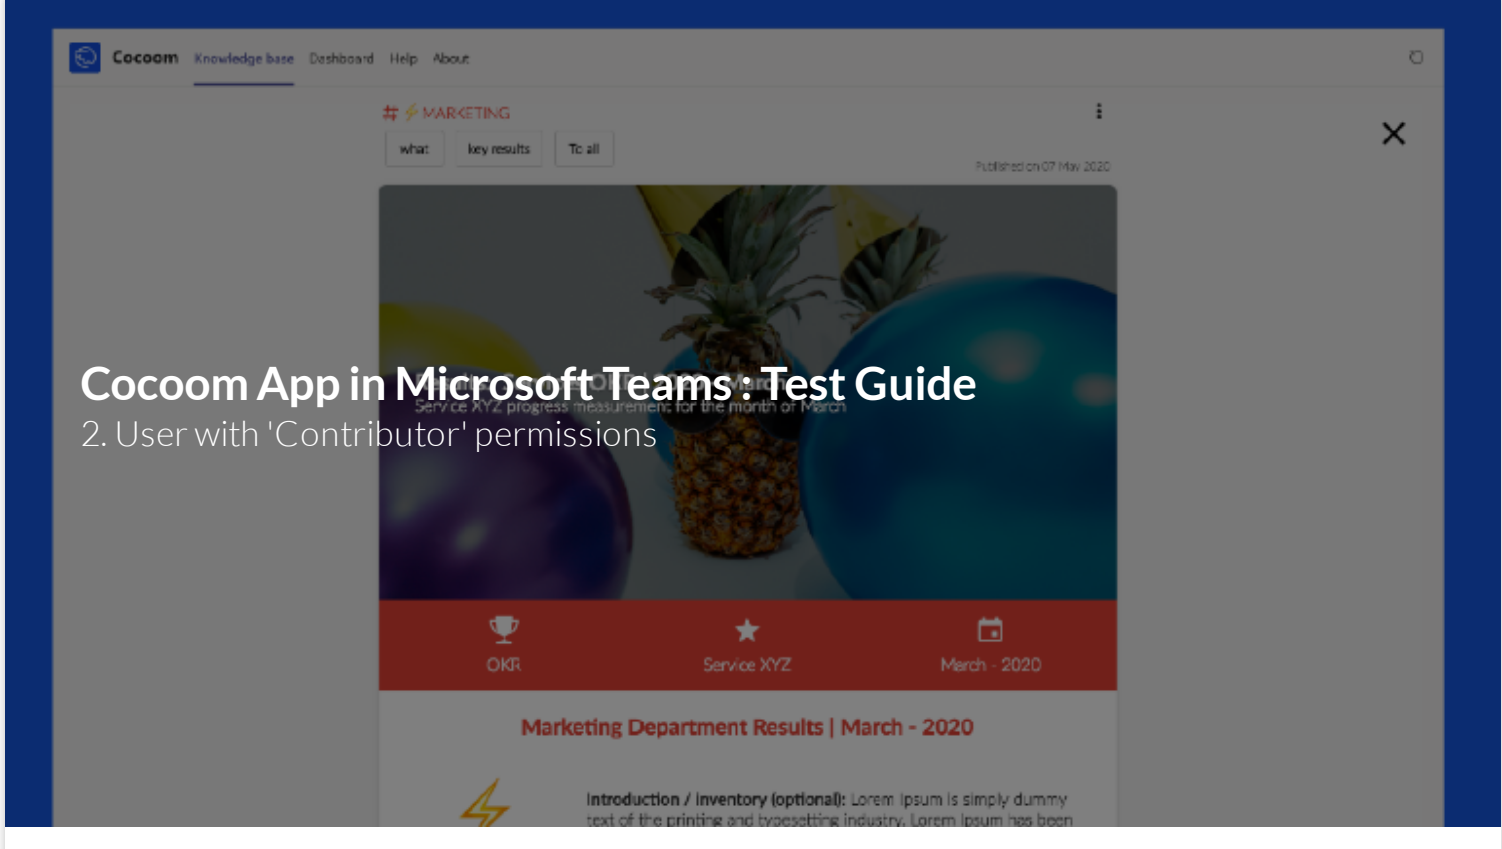 Cocoom Knowledge base Dashboard Help About
# ⚡ MARKETING
what key results To all
Published on 07 May 2020
Cocoom App in Microsoft Teams : Test Guide
Service XYZ progress measurement for the month of March
2. User with 'Contributor' permissions
OKR Service XYZ March - 2020
Marketing Department Results | March - 2020
Introduction / inventory (optional): Lorem Ipsum is simply dummy
text of the printing and typesetting industry. Lorem Ipsum has been